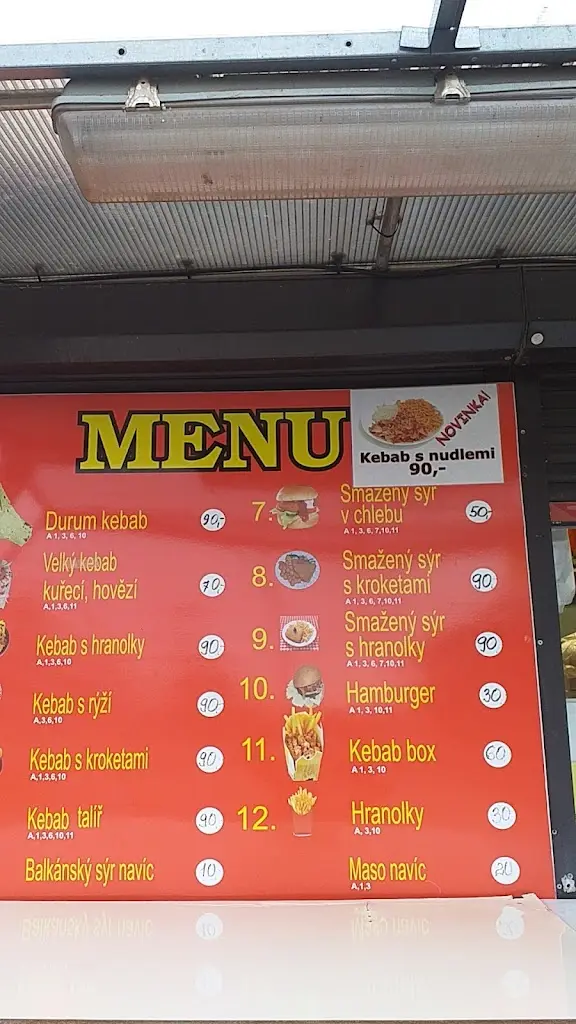 MENU
NOVINKA!
Kebab s nudlemi
90,-
Durum kebab 90,-
A 1, 3, 6, 10
Velký kebab
kuřecí, hovězí 70,-
A,1,3,6,11
Kebab s hranolky 90,-
A,1,3,6,10
Kebab s rýží 90,-
A,3,6,10
Kebab s kroketami 90
A,1,3,6,10
Kebab talíř 90
A,1,3,6,10,11
Balkánský sýr navíc 10
7. Smažený sýr
v chlebu 50,-
A 1, 3, 6, 7,10,11
8. Smažený sýr
s kroketami 90
A 1, 3, 6, 7,10,11
9. Smažený sýr
s hranolky 90
A 1, 3, 6, 7,10,11
10. Hamburger 30
A 1, 3, 10,11
11. Kebab box 60
A 1, 3, 10
12. Hranolky 30
A, 3,10
Maso navíc 20
A,1,3